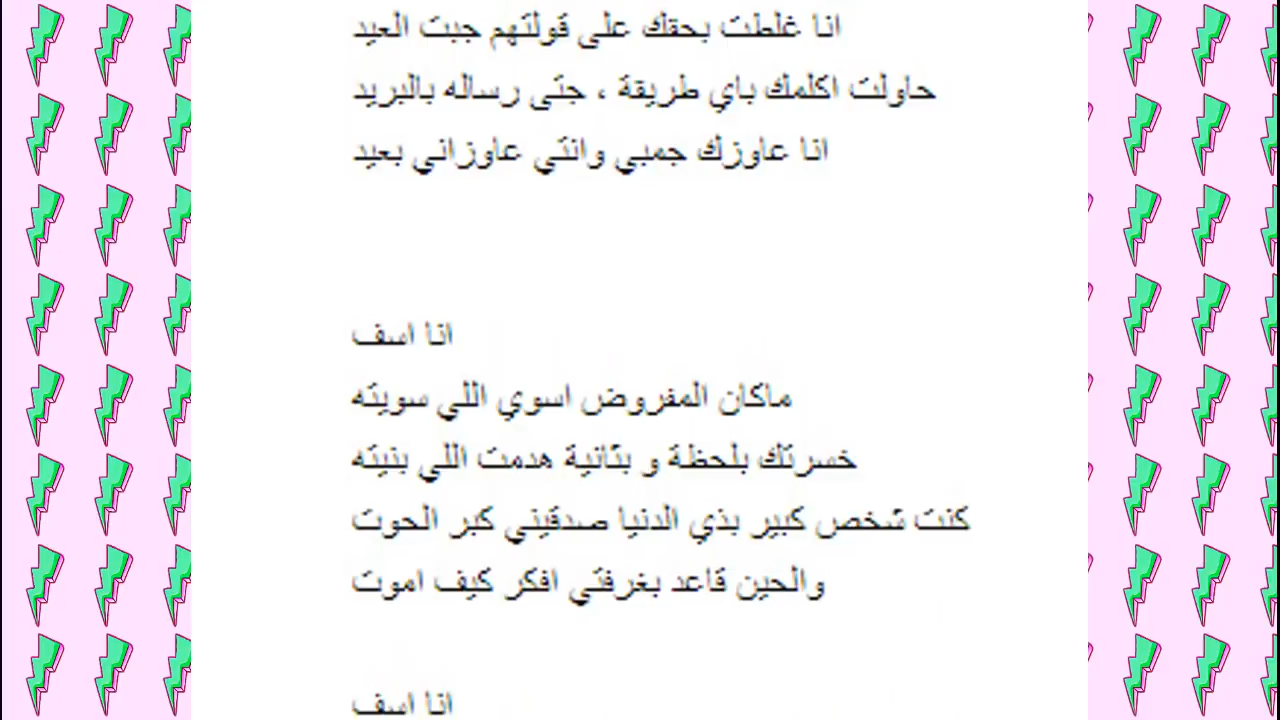 انا غلطت بحقك على قولتهم جبت العيد
حاولت اكلمك باي طريقة ، جتى رساله بالبريد
انا عاوزك جمبي وانتي عاوزاني بعيد
انا اسف
ماكان المفروض اسوي اللي سويته
خسرتك بلحظة و بثانية هدمت اللي بنيته
كنت شخص كبير بذي الدنيا صدقيني كبر الحوت
والحين قاعد بغرفتي افكر كيف اموت
انا اسف